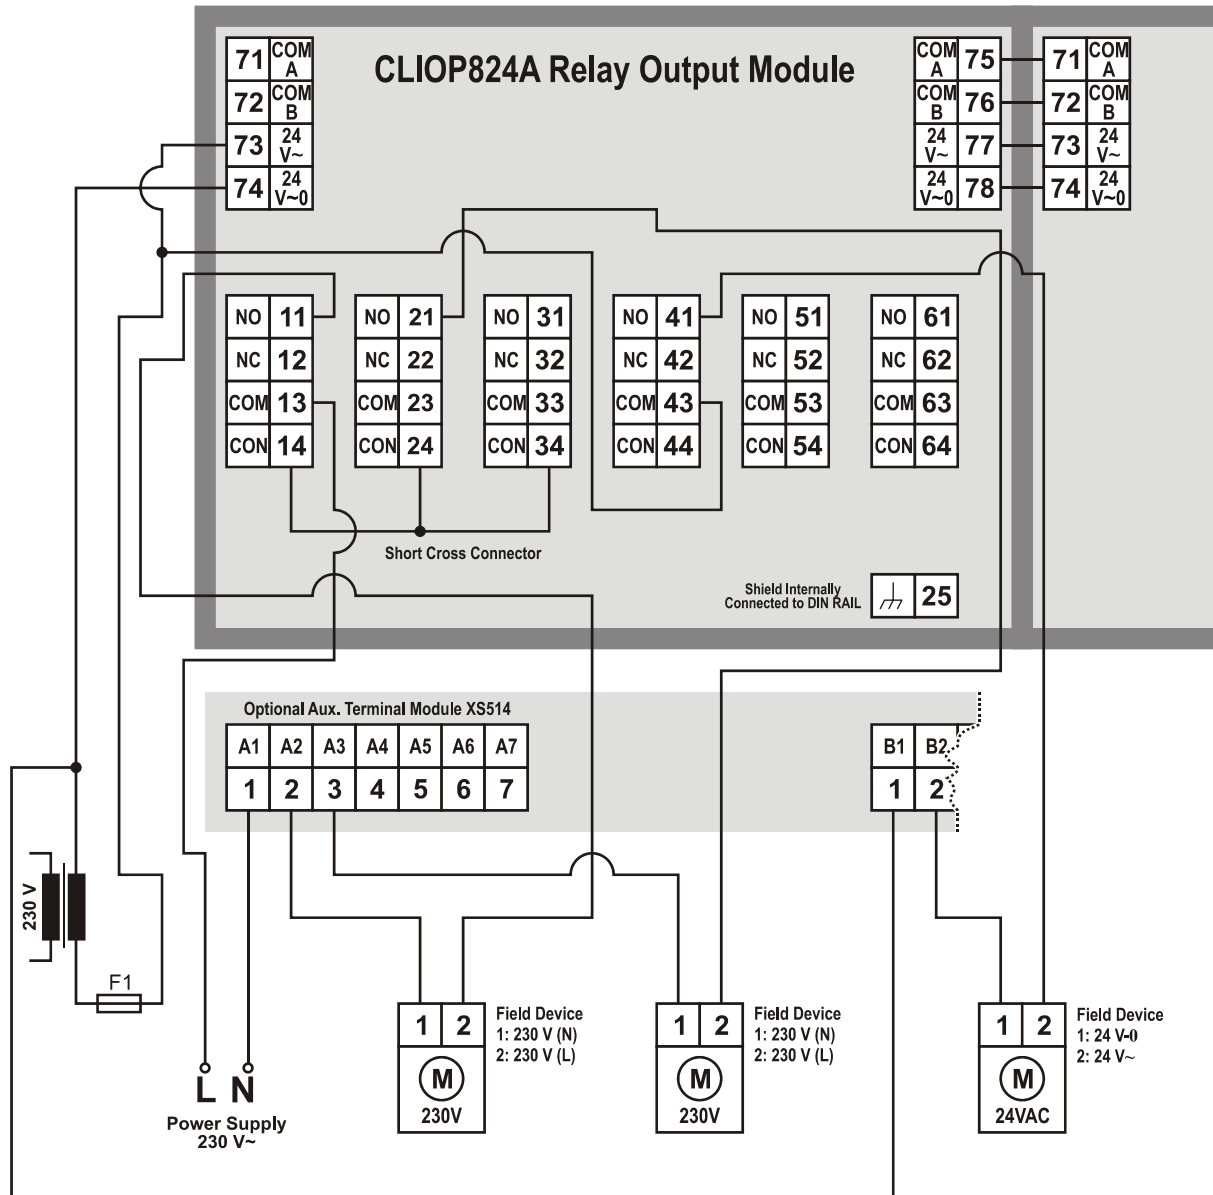 CLIOP824A Relay Output Module
71 COM A
72 COM B
73 24 V~
74 24 V~0
COM A 75
COM B 76
24 V~ 77
24 V~0 78
71 COM A
72 COM B
73 24 V~
74 24 V~0
NO 11 NO 21 NO 31 NO 41 NO 51 NO 61
NC 12 NC 22 NC 32 NC 42 NC 52 NC 62
COM 13 COM 23 COM 33 COM 43 COM 53 COM 63
CON 14 CON 24 CON 34 CON 44 CON 54 CON 64
Short Cross Connector
Shield Internally
Connected to DIN RAIL
25
Optional Aux. Terminal Module XS514
A1 A2 A3 A4 A5 A6 A7
1 2 3 4 5 6 7
B1 B2
1 2
230 V
F1
L N
Power Supply
230 V~
1 2
M
230V
Field Device
1: 230 V (N)
2: 230 V (L)
1 2
M
230V
Field Device
1: 230 V (N)
2: 230 V (L)
1 2
M
24VAC
Field Device
1: 24 V-0
2: 24 V~